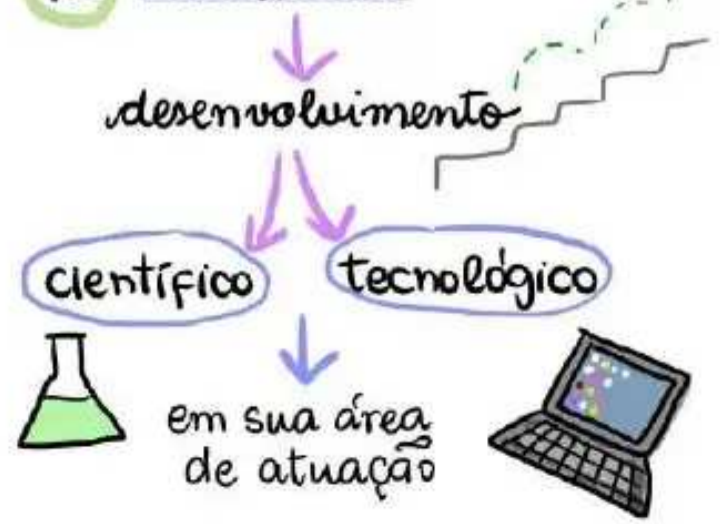 desenvolvimento
científico
tecnológico
em sua área
de atuação